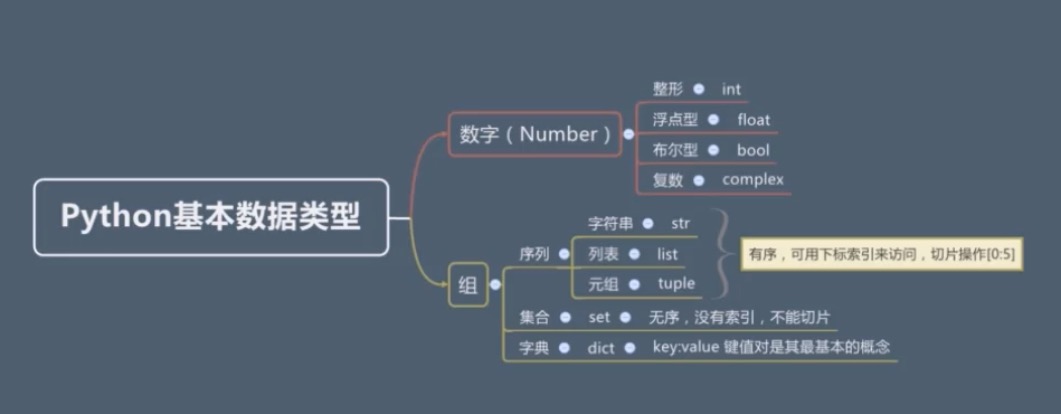 Python基本数据类型
数字（Number）
整形 int
浮点型 float
布尔型 bool
复数 complex
组
序列
字符串 str
列表 list
元组 tuple
有序，可用下标索引来访问，切片操作[0:5]
集合 set 无序，没有索引，不能切片
字典 dict key:value 键值对是其最基本的概念